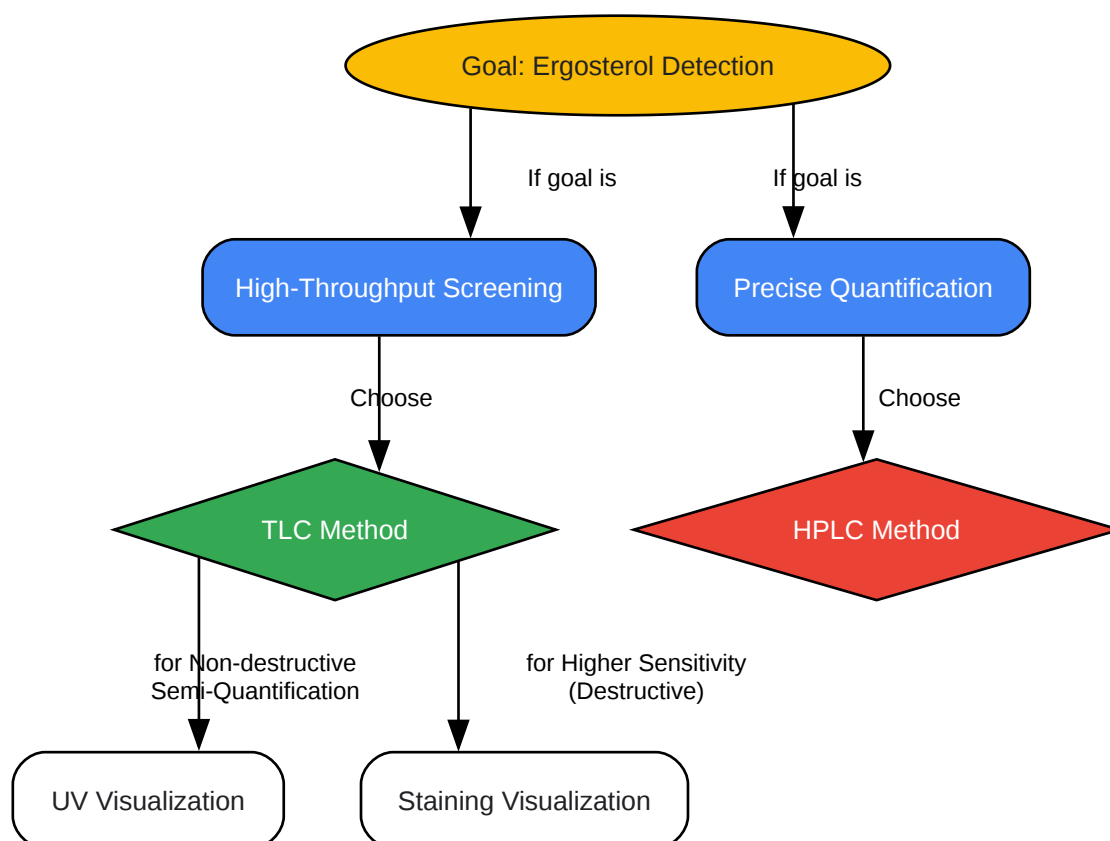 Goal: Ergosterol Detection
If goal is
If goal is
High-Throughput Screening
Precise Quantification
Choose
Choose
TLC Method
HPLC Method
for Non-destructive
Semi-Quantification
for Higher Sensitivity
(Destructive)
UV Visualization
Staining Visualization